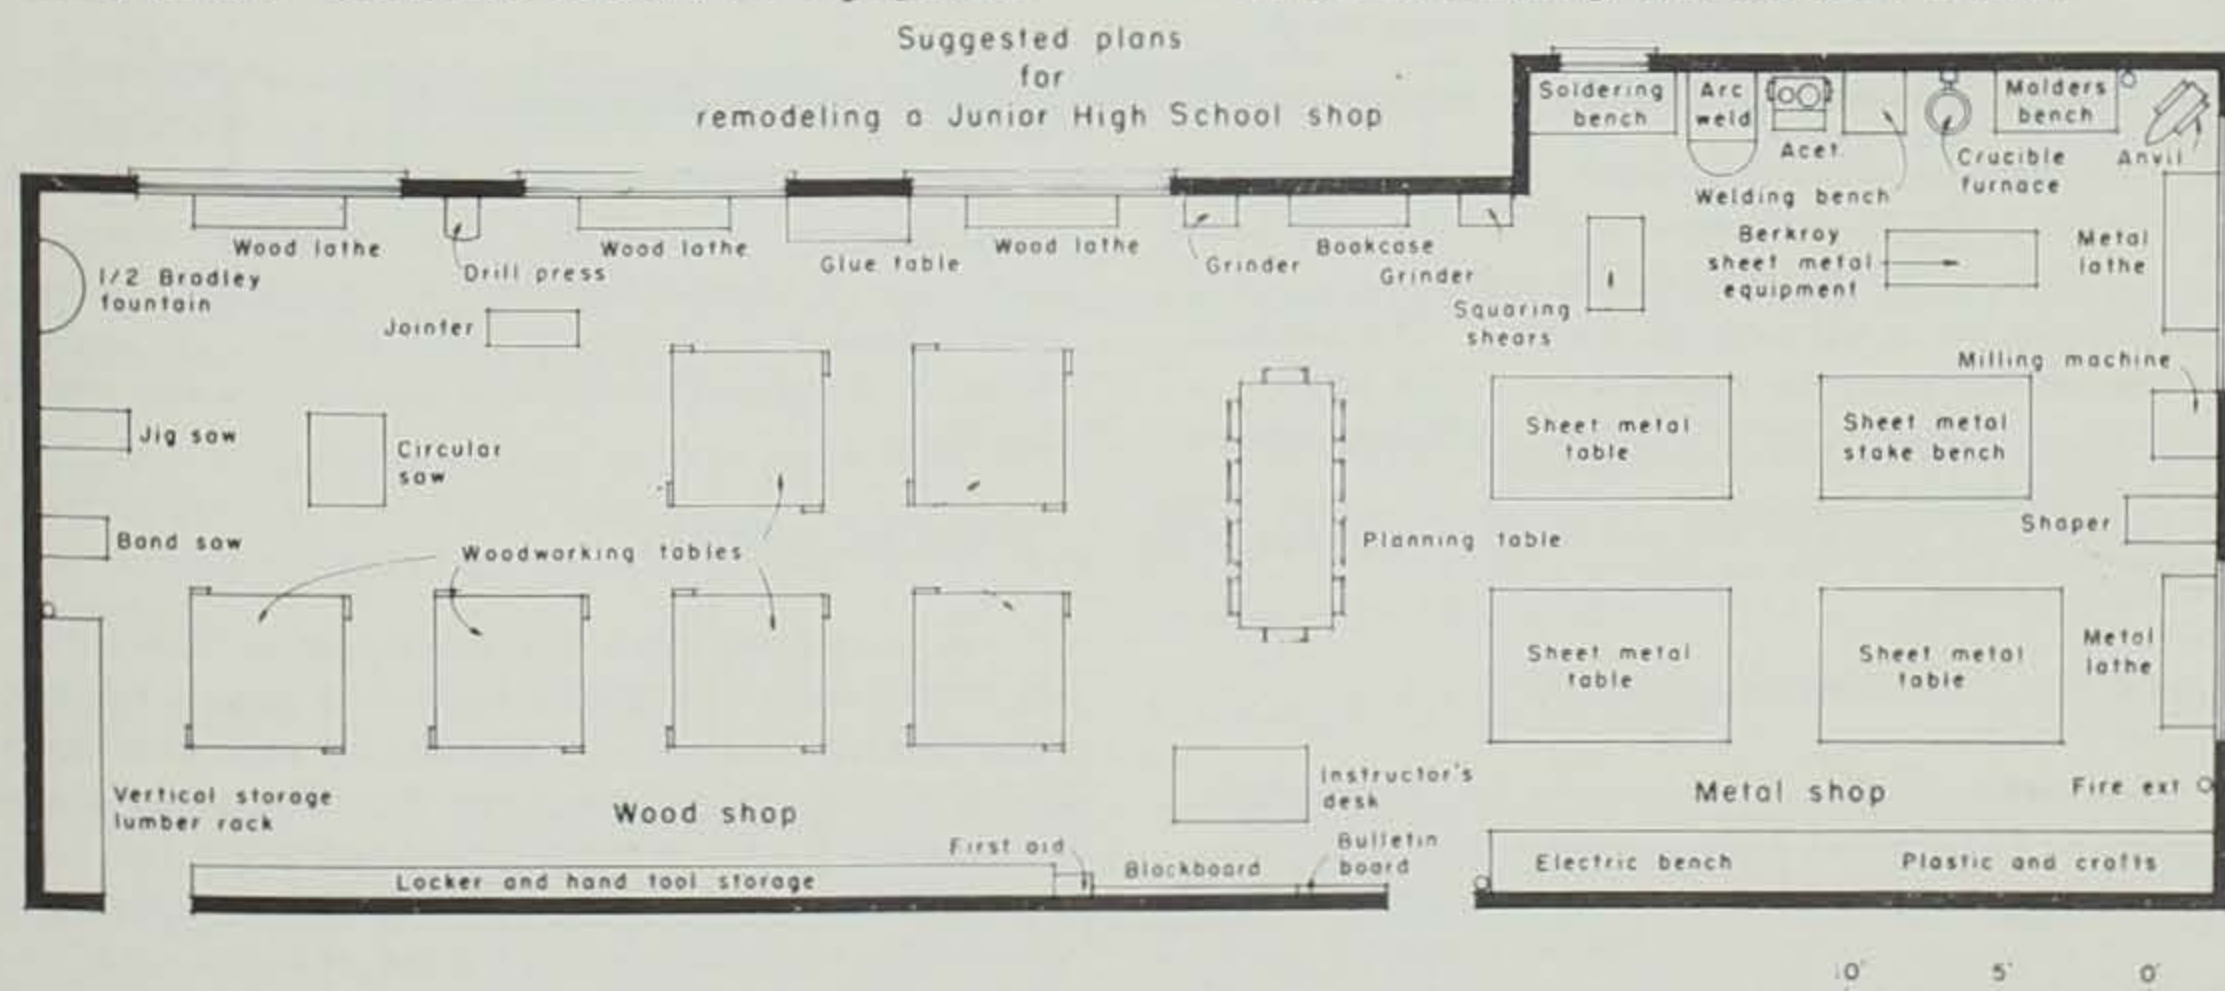 Suggested plans
for
remodeling a Junior High School shop
Soldering
bench
Arc
weld
Acet.
Welding bench
Crucible
furnace
Molders
bench
Anvil
Wood lathe
Drill press
Wood lathe
Glue table
Wood lathe
Grinder
Bookcase
Grinder
Squaring
shears
Berkroy
sheet metal
equipment
Metal
lathe
1/2 Bradley
fountain
Jointer
Milling machine
Jig saw
Circular
saw
Sheet metal
table
Sheet metal
stake bench
Band saw
Woodworking tables
Planning table
Shaper
Sheet metal
table
Sheet metal
table
Metal
lathe
Vertical storage
lumber rack
Wood shop
Instructor's
desk
Metal shop
Fire ext
First aid
Blackboard
Bulletin
board
Locker and hand tool storage
Electric bench
Plastic and crafts
10' 5' 0'